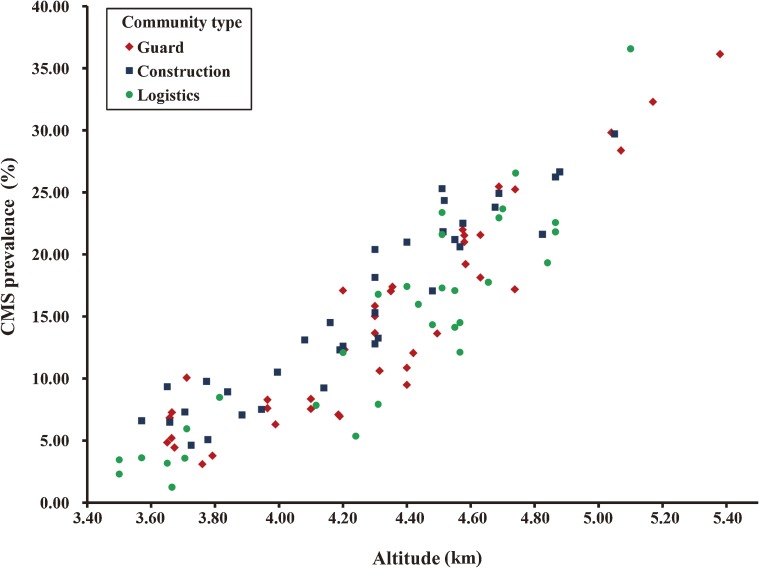 40.00
35.00
30.00
25.00
20.00
15.00
10.00
5.00
0.00
CMS prevalence (%)
Community type
Guard
Construction
Logistics
3.40 3.60 3.80 4.00 4.20 4.40 4.60 4.80 5.00 5.20 5.40
Altitude (km)